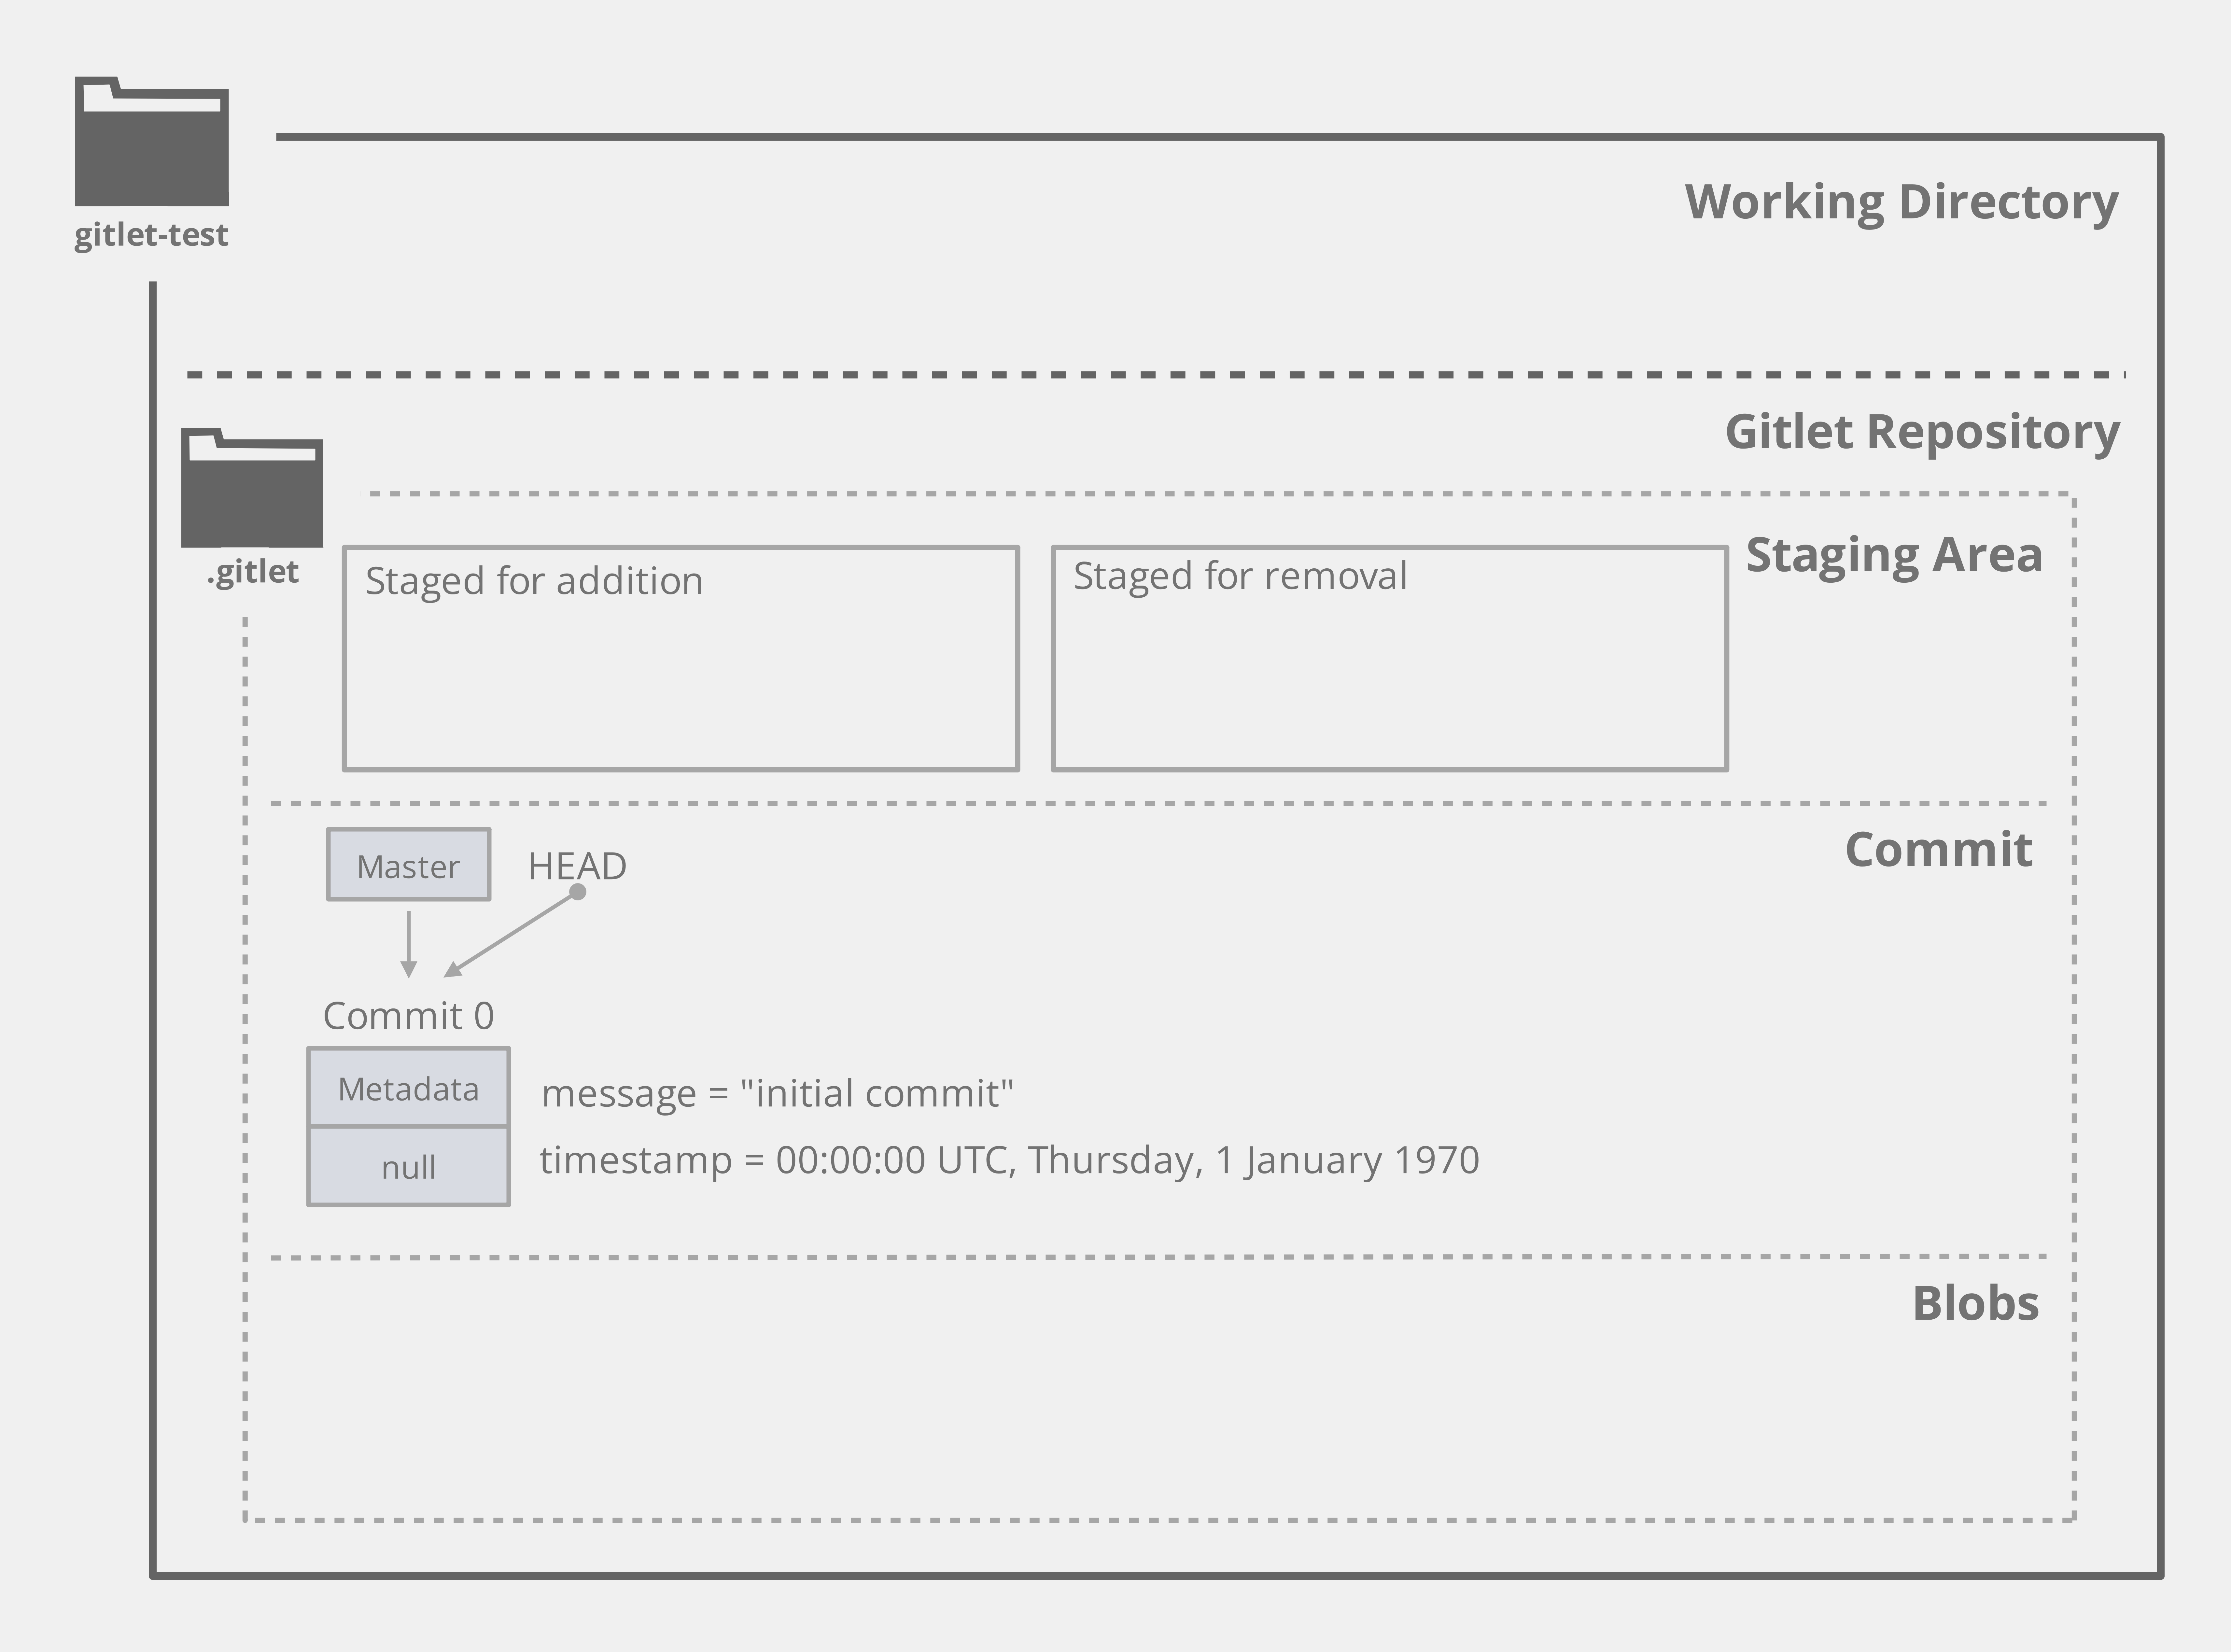 gitlet-test
Working Directory
Gitlet Repository
.gitlet
Staged for addition
Staged for removal
Staging Area
Commit
Master
HEAD
Commit 0
Metadata
message = "initial commit"
null
timestamp = 00:00:00 UTC, Thursday, 1 January 1970
Blobs